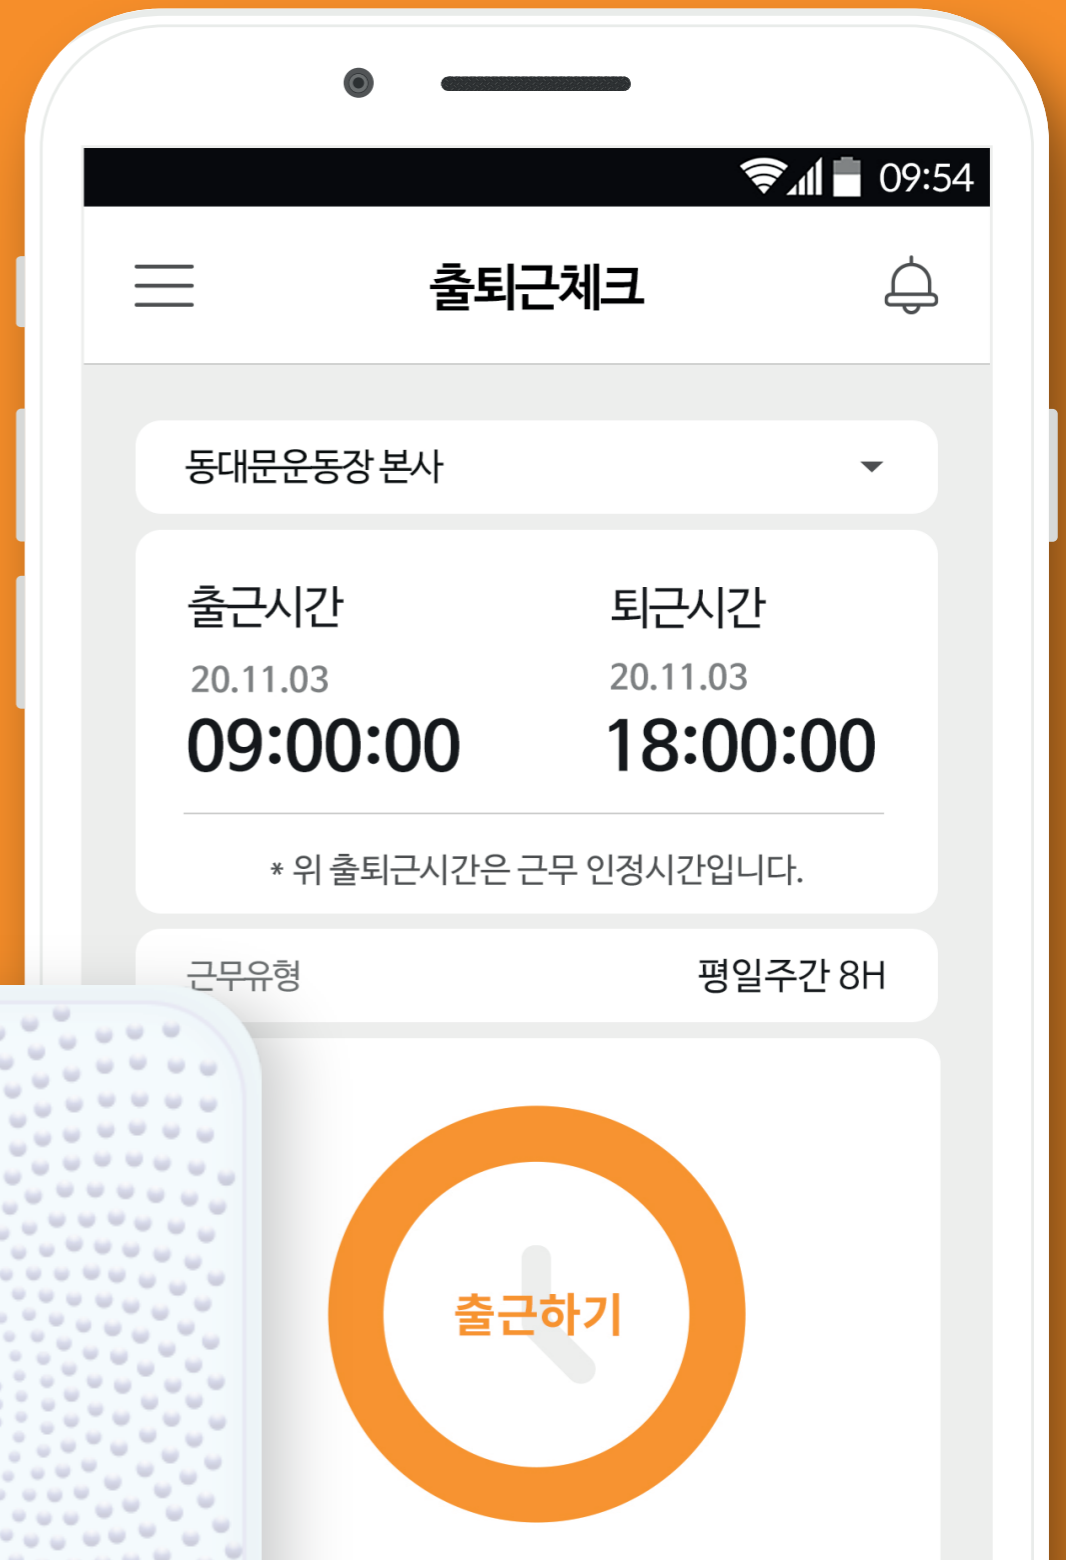 09:54
출퇴근체크
동대문운동장 본사
출근시간 퇴근시간
20.11.03 20.11.03
09:00:00 18:00:00
* 위 출퇴근시간은 근무 인정시간입니다.
근무유형 평일주간 8H
출근하기